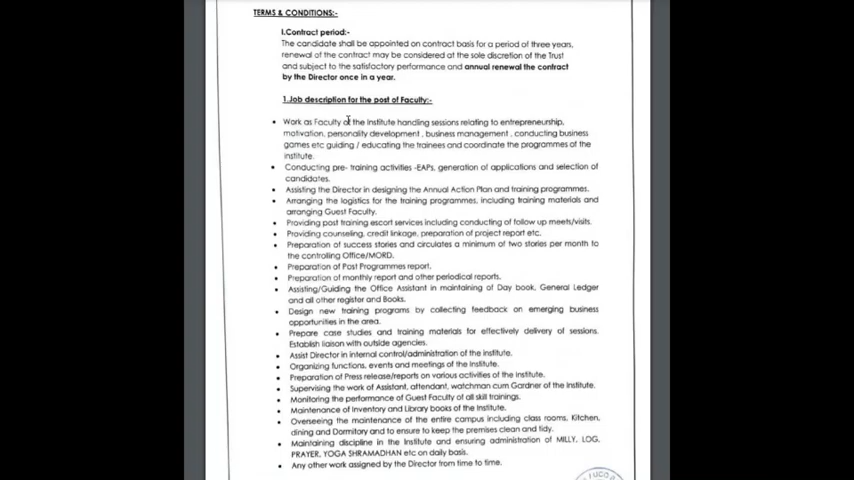 TERMS & CONDITIONS:-
I.Contract period:-
The candidate shall be appointed on contract basis for a period of three years,
renewal of the contract may be considered at the sole discretion of the Trust
and subject to the satisfactory performance and annual renewal the contract
by the Director once in a year.
1.Job description for the post of Faculty:-
• Work as Faculty of the Institute handling sessions relating to entrepreneurship,
motivation, personality development , business management , conducting business
games etc guiding / educating the trainees and coordinate the programmes of the
institute.
• Conducting pre- training activities -EAPs, generation of applications and selection of
candidates.
• Assisting the Director in designing the Annual Action Plan and training programmes.
• Arranging the logistics for the training programmes, including training materials and
arranging Guest Faculty.
• Providing post training escort services including conducting of follow up meets/visits.
• Providing counseling, credit linkage, preparation of project report etc.
• Preparation of success stories and circulates a minimum of two stories per month to
the controlling Office/MORD.
• Preparation of Post Programmes report.
• Preparation of monthly report and other periodical reports.
• Assisting/Guiding the Office Assistant in maintaining of Day book, General Ledger
and all other register and Books.
• Design new training programs by collecting feedback on emerging business
opportunities in the area.
• Prepare case studies and training materials for effectively delivery of sessions.
Establish liaison with outside agencies.
• Assist Director in internal control/administration of the institute.
• Organizing functions, events and meetings of the Institute.
• Preparation of Press release/reports on various activities of the Institute.
• Supervising the work of Assistant, attendant, watchman cum Gardner of the Institute.
• Monitoring the performance of Guest Faculty of all skill trainings.
• Maintenance of Inventory and Library books of the Institute.
• Overseeing the maintenance of the entire campus including class rooms, Kitchen,
dining and Dormitory and to ensure to keep the premises clean and tidy.
• Maintaining discipline in the Institute and ensuring administration of MILLY, LOG,
PRAYER, YOGA SHRAMADHAN etc on daily basis.
• Any other work assigned by the Director from time to time.